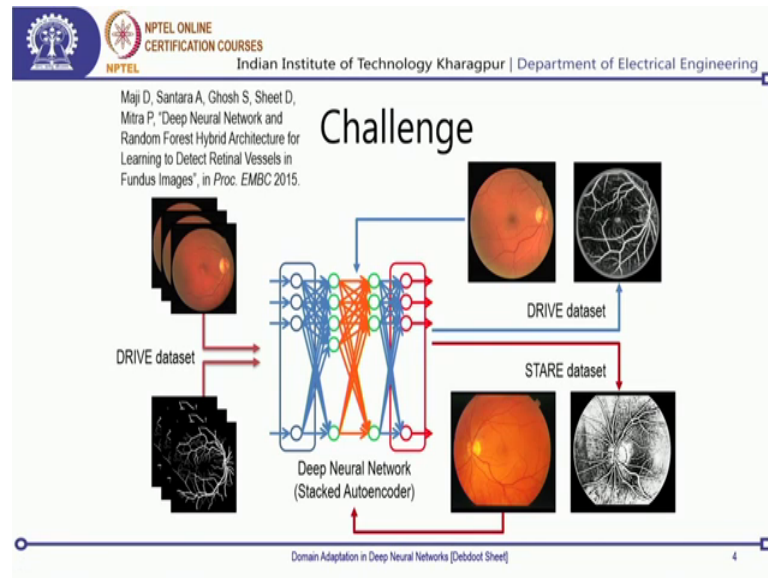 NPTEL ONLINE
CERTIFICATION COURSES
NPTEL
Indian Institute of Technology Kharagpur | Department of Electrical Engineering
Maji D, Santara A, Ghosh S, Sheet D,
Mitra P, "Deep Neural Network and
Random Forest Hybrid Architecture for
Learning to Detect Retinal Vessels in
Fundus Images", in Proc. EMBC 2015.
Challenge
DRIVE dataset
DRIVE dataset
STARE dataset
Deep Neural Network
(Stacked Autoencoder)
Domain Adaptation in Deep Neural Networks [Debdoot Sheet]
4